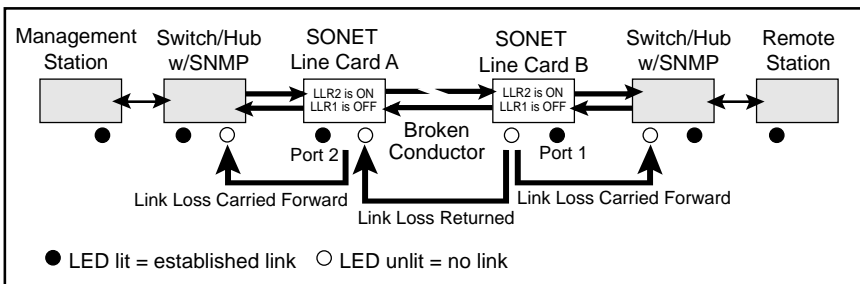 Management Station
Switch/Hub w/SNMP
SONET Line Card A
SONET Line Card B
Switch/Hub w/SNMP
Remote Station
LLR2 is ON
LLR1 is OFF
LLR2 is ON
LLR1 is OFF
Port 2
Broken Conductor
Port 1
Link Loss Carried Forward
Link Loss Returned
Link Loss Carried Forward
LED lit = established link
LED unlit = no link